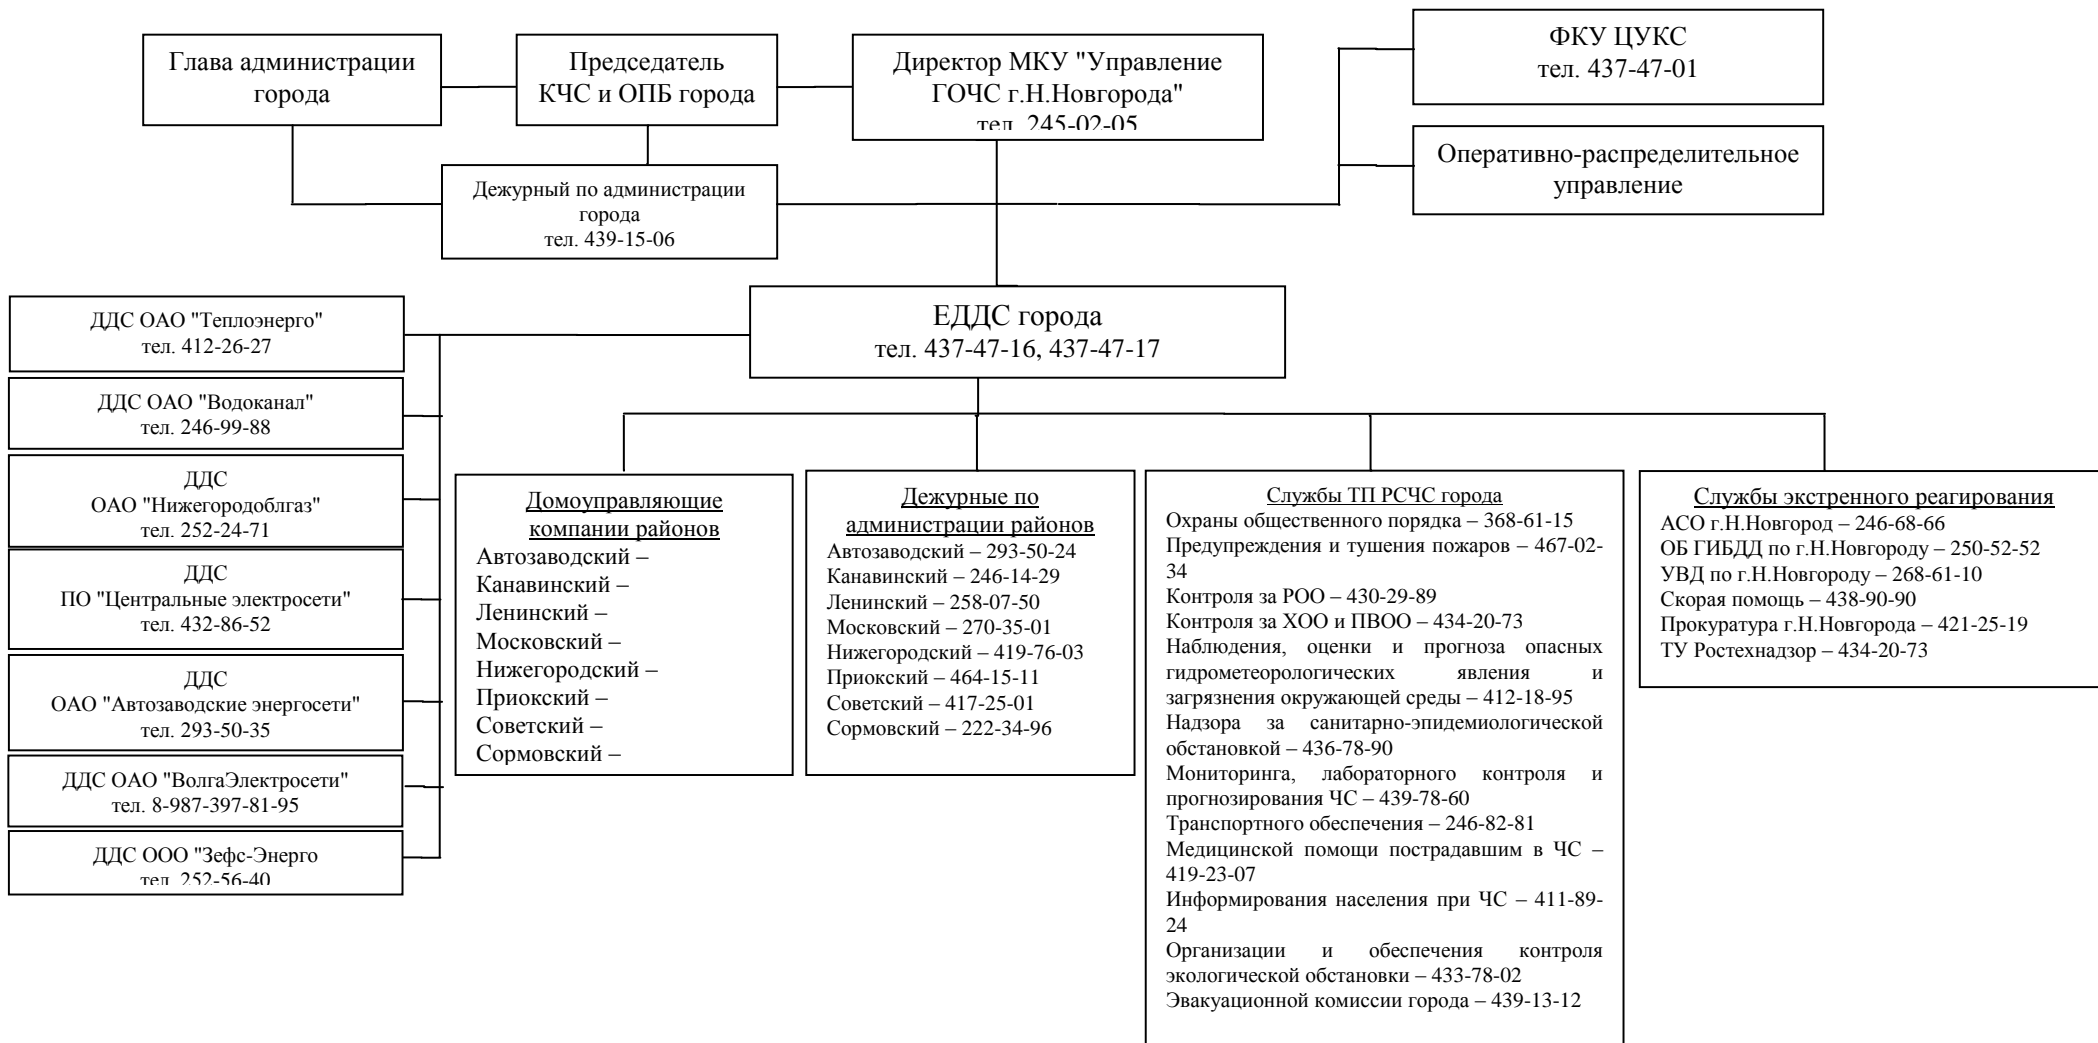 Глава администрации
города
Председатель
КЧС и ОПБ города
Директор МКУ "Управление
ГОЧС г.Н.Новгорода"
тел. 245-02-05
ФКУ ЦУКС
тел. 437-47-01
Оперативно-распределительное
управление
Дежурный по администрации
города
тел. 439-15-06
ЕДДС города
тел. 437-47-16, 437-47-17
ДДС ОАО "Теплоэнерго"
тел. 412-26-27
ДДС ОАО "Водоканал"
тел. 246-99-88
ДДС
ОАО "Нижегородоблгаз"
тел. 252-24-71
ДДС
ПО "Центральные электросети"
тел. 432-86-52
ДДС
ОАО "Автозаводские энергосети"
тел. 293-50-35
ДДС ОАО "ВолгаЭлектросети"
тел. 8-987-397-81-95
ДДС ООО "Зефс-Энерго
тел. 252-56-40
Домоуправляющие
компании районов
Автозаводский –
Канавинский –
Ленинский –
Московский –
Нижегородский –
Приокский –
Советский –
Сормовский –
Дежурные по
администрации районов
Автозаводский – 293-50-24
Канавинский – 246-14-29
Ленинский – 258-07-50
Московский – 270-35-01
Нижегородский – 419-76-03
Приокский – 464-15-11
Советский – 417-25-01
Сормовский – 222-34-96
Службы ТП РСЧС города
Охраны общественного порядка – 368-61-15
Предупреждения и тушения пожаров – 467-02-
34
Контроля за РОО – 430-29-89
Контроля за ХОО и ПВОО – 434-20-73
Наблюдения, оценки и прогноза опасных
гидрометеорологических явления и
загрязнения окружающей среды – 412-18-95
Надзора за санитарно-эпидемиологической
обстановкой – 436-78-90
Мониторинга, лабораторного контроля и
прогнозирования ЧС – 439-78-60
Транспортного обеспечения – 246-82-81
Медицинской помощи пострадавшим в ЧС –
419-23-07
Информирования населения при ЧС – 411-89-
24
Организации и обеспечения контроля
экологической обстановки – 433-78-02
Эвакуационной комиссии города – 439-13-12
Службы экстренного реагирования
АСО г.Н.Новгород – 246-68-66
ОБ ГИБДД по г.Н.Новгороду – 250-52-52
УВД по г.Н.Новгороду – 268-61-10
Скорая помощь – 438-90-90
Прокуратура г.Н.Новгорода – 421-25-19
ТУ Ростехнадзор – 434-20-73